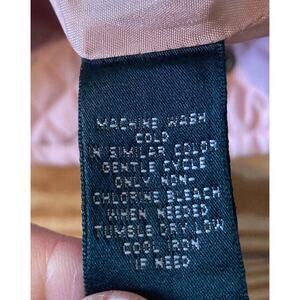 MACHINE WASH
COLD
IN SIMILAR COLOR
GENTLE CYCLE
ONLY NON-
CHLORINE BLEACH
WHEN NEEDED
TUMBLE DRY LOW
COOL IRON
IF NEED